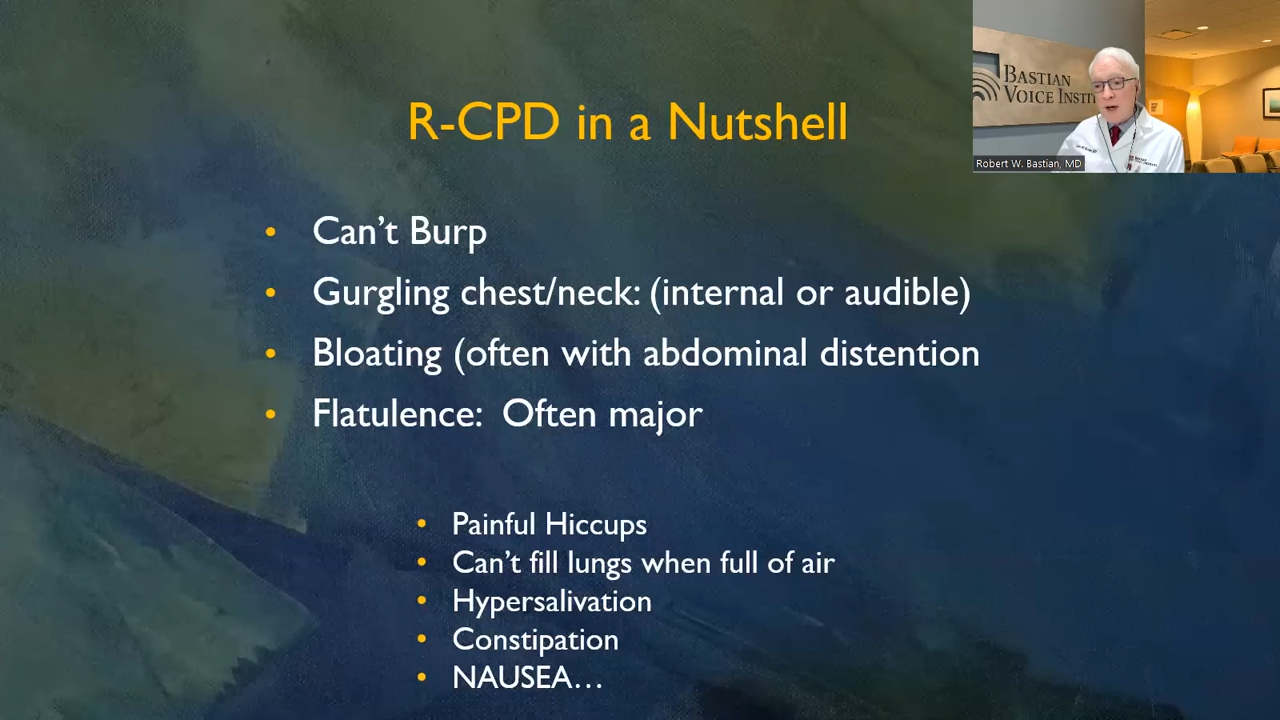 R-CPD in a Nutshell
BASTIAN
VOICE INSTI
Robert W. Bastian, MD
• Can't Burp
• Gurgling chest/neck: (internal or audible)
• Bloating (often with abdominal distention
• Flatulence:  Often major
• Painful Hiccups
• Can't fill lungs when full of air
• Hypersalivation
• Constipation
• NAUSEA…